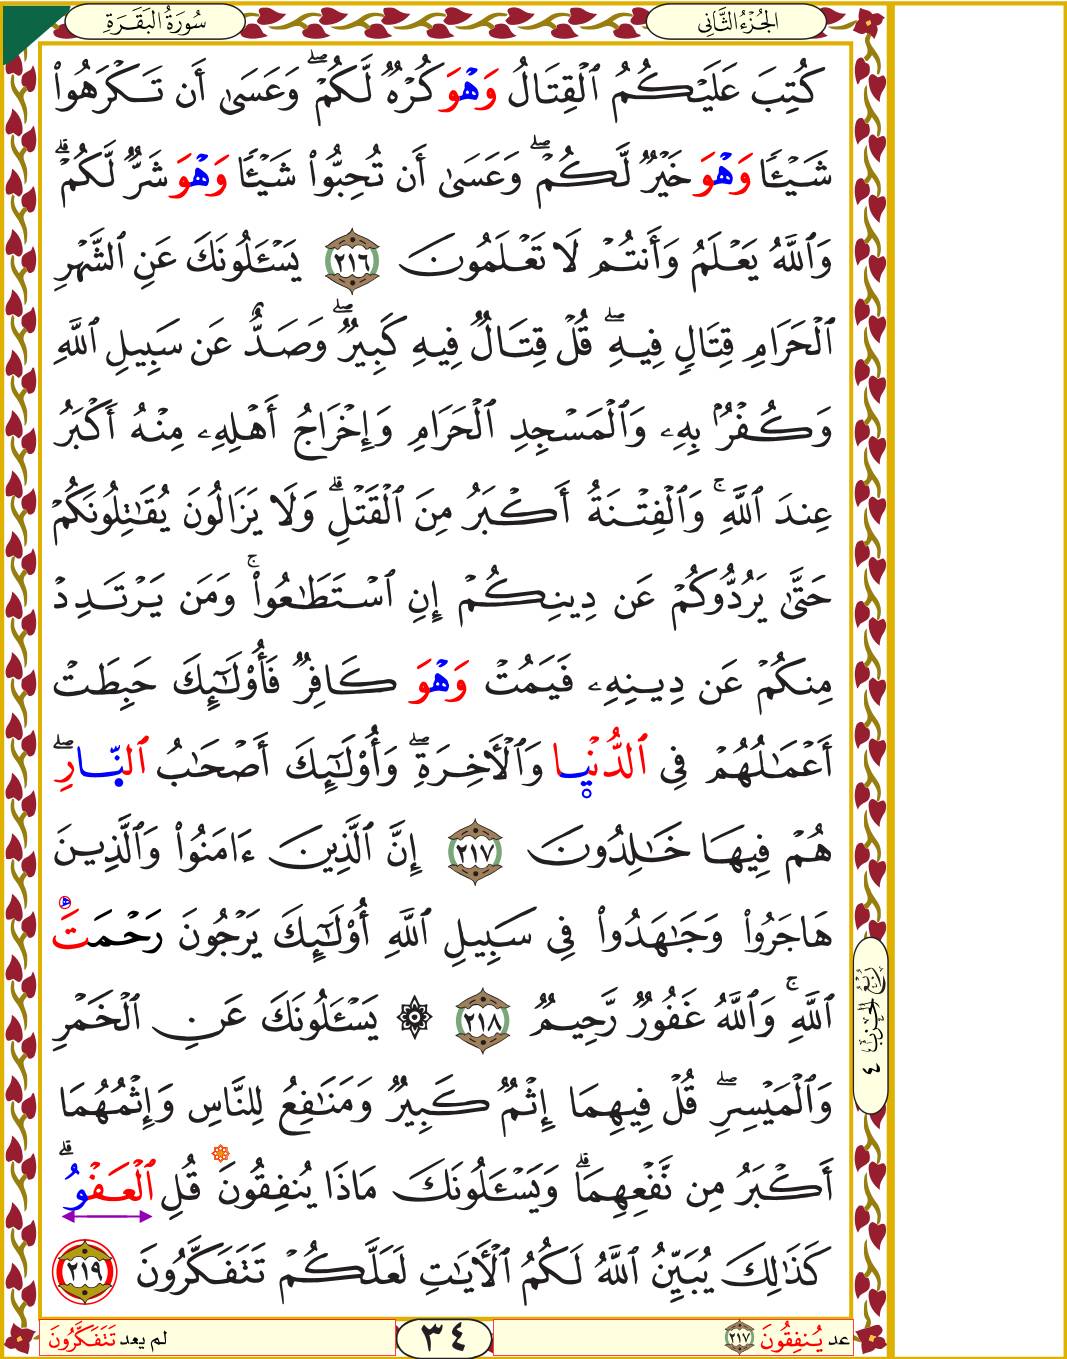 سُورَةُ البَقَرَةِ
الجُزْءُ الثَّانِي
كُتِبَ عَلَيْكُمُ ٱلْقِتَالُ وَهْوَ كُرْهٌ لَّكُمْ ۖ وَعَسَىٰ أَن تَكْرَهُواْ
شَيْـًٔا وَهْوَ خَيْرٌ لَّكُمْ ۖ وَعَسَىٰ أَن تُحِبُّواْ شَيْـًٔا وَهْوَ شَرٌّ لَّكُمْ ۗ
وَٱللَّهُ يَعْلَمُ وَأَنتُمْ لَا تَعْلَمُونَ ٢١٦ يَسْـَٔلُونَكَ عَنِ ٱلشَّهْرِ
ٱلْحَرَامِ قِتَالٍ فِيهِ ۖ قُلْ قِتَالٌ فِيهِ كَبِيرٌ ۖ وَصَدٌّ عَن سَبِيلِ ٱللَّهِ
وَكُفْرٌۢ بِهِۦ وَٱلْمَسْجِدِ ٱلْحَرَامِ وَإِخْرَاجُ أَهْلِهِۦ مِنْهُ أَكْبَرُ
عِندَ ٱللَّهِ ۚ وَٱلْفِتْنَةُ أَكْبَرُ مِنَ ٱلْقَتْلِ ۗ وَلَا يَزَالُونَ يُقَٰتِلُونَكُمْ
حَتَّىٰ يَرُدُّوكُمْ عَن دِينِكُمْ إِنِ ٱسْتَطَٰعُواْ ۚ وَمَن يَرْتَدِدْ
مِنكُمْ عَن دِينِهِۦ فَيَمُتْ وَهْوَ كَافِرٌ فَأُوْلَٰٓئِكَ حَبِطَتْ
أَعْمَٰلُهُمْ فِي ٱلدُّنْيٜا وَٱلْأَخِرَةِ ۖ وَأُوْلَٰٓئِكَ أَصْحَٰبُ ٱلنّٜارِ ۖ
هُمْ فِيهَا خَٰلِدُونَ ٢١٧ إِنَّ ٱلَّذِينَ ءَامَنُواْ وَٱلَّذِينَ
هَاجَرُواْ وَجَٰهَدُواْ فِي سَبِيلِ ٱللَّهِ أُوْلَٰٓئِكَ يَرْجُونَ رَحْمَتَ
ٱللَّهِ ۚ وَٱللَّهُ غَفُورٌ رَّحِيمٌ ٢١٨ ۞ يَسْـَٔلُونَكَ عَنِ ٱلْخَمْرِ
وَٱلْمَيْسِرِ ۖ قُلْ فِيهِمَا إِثْمٌ كَبِيرٌ وَمَنَٰفِعُ لِلنَّاسِ وَإِثْمُهُمَا
أَكْبَرُ مِن نَّفْعِهِمَا ۗ وَيَسْـَٔلُونَكَ مَاذَا يُنفِقُونَ قُلِ ٱلْعَفْوُ ۗ
كَذَٰلِكَ يُبَيِّنُ ٱللَّهُ لَكُمُ ٱلْأَيَٰتِ لَعَلَّكُمْ تَتَفَكَّرُونَ ٢١٩
رُبُعُ الحِزْبِ ٤
عد يُنفِقُونَ ٢١٧
٣٤
لم يعد تَتَفَكَّرُونَ